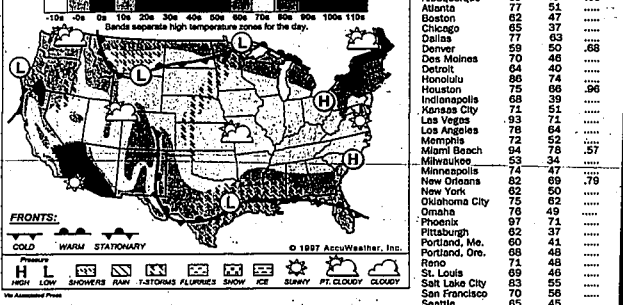 -10s -0s 0s 10s 20s 30s 40s 50s 60s 70s 80s 90s 100s 110s
Bands separate high temperature zones for the day.
L
L
L
H
H
L
FRONTS:
COLD WARM STATIONARY
© 1997 AccuWeather, Inc.
Pressure
H L
HIGH LOW SHOWERS RAIN T-STORMS FLURRIES SNOW ICE SUNNY PT. CLOUDY CLOUDY
Via Associated Press
Atlanta 77 51 .....
Boston 62 47 .....
Chicago 65 37 .....
Dallas 77 63 .....
Denver 59 50 .68
Des Moines 70 46 .....
Detroit 64 40 .....
Honolulu 86 74 .....
Houston 75 66 .96
Indianapolis 68 39 .....
Kansas City 71 51 .....
Las Vegas 93 71 .....
Los Angeles 78 64 .....
Memphis 72 52 .....
Miami Beach 94 78 .57
Milwaukee 53 34 .....
Minneapolis 74 47 .....
New Orleans 82 69 .79
New York 62 50 .....
Oklahoma City 75 62 .....
Omaha 76 49 .....
Phoenix 97 71 .....
Pittsburgh 62 37 .....
Portland, Me. 60 41 .....
Portland, Ore. 68 48 .....
Reno 71 48 .....
St. Louis 69 46 .....
Salt Lake City 83 55 .....
San Francisco 70 56 .....
Seattle 65 45 .....